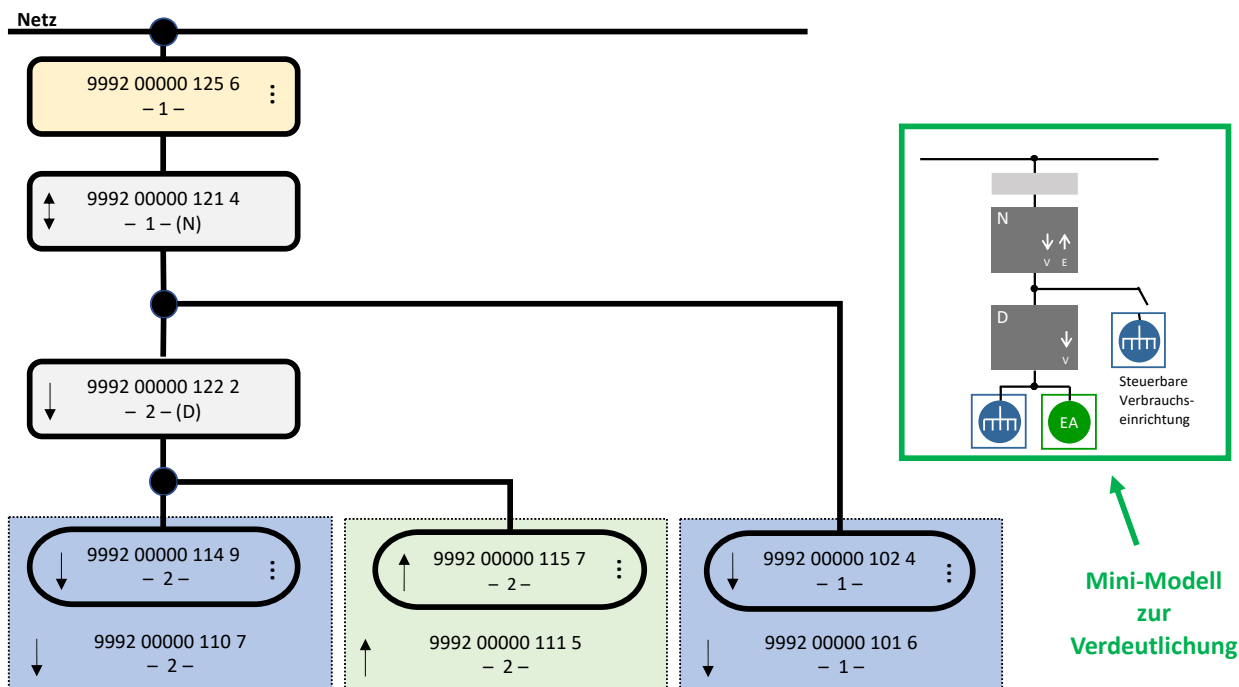 Netz
9992 00000 125 6
– 1 –
9992 00000 121 4
– 1 – (N)
9992 00000 122 2
– 2 – (D)
9992 00000 114 9
– 2 –
9992 00000 110 7
– 2 –
9992 00000 115 7
– 2 –
9992 00000 111 5
– 2 –
9992 00000 102 4
– 1 –
9992 00000 101 6
– 1 –
N
V E
D
V
EA
Steuerbare
Verbrauchs-
einrichtung
Mini-Modell
zur
Verdeutlichung